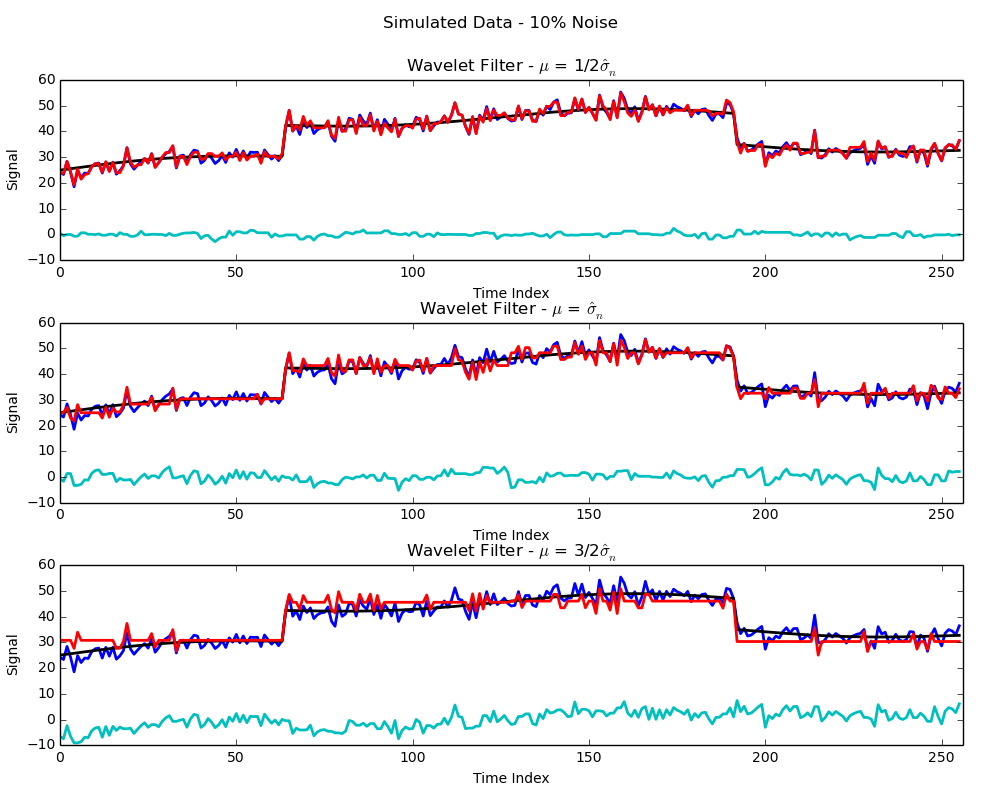 Simulated Data - 10% Noise
Wavelet Filter - μ = 1/2σ̂ₙ
60
50
40
30
20
10
0
−10
Signal
0 50 100 150 200 250
Time Index
Wavelet Filter - μ = σ̂ₙ
60
50
40
30
20
10
0
−10
Signal
0 50 100 150 200 250
Time Index
Wavelet Filter - μ = 3/2σ̂ₙ
60
50
40
30
20
10
0
−10
Signal
0 50 100 150 200 250
Time Index